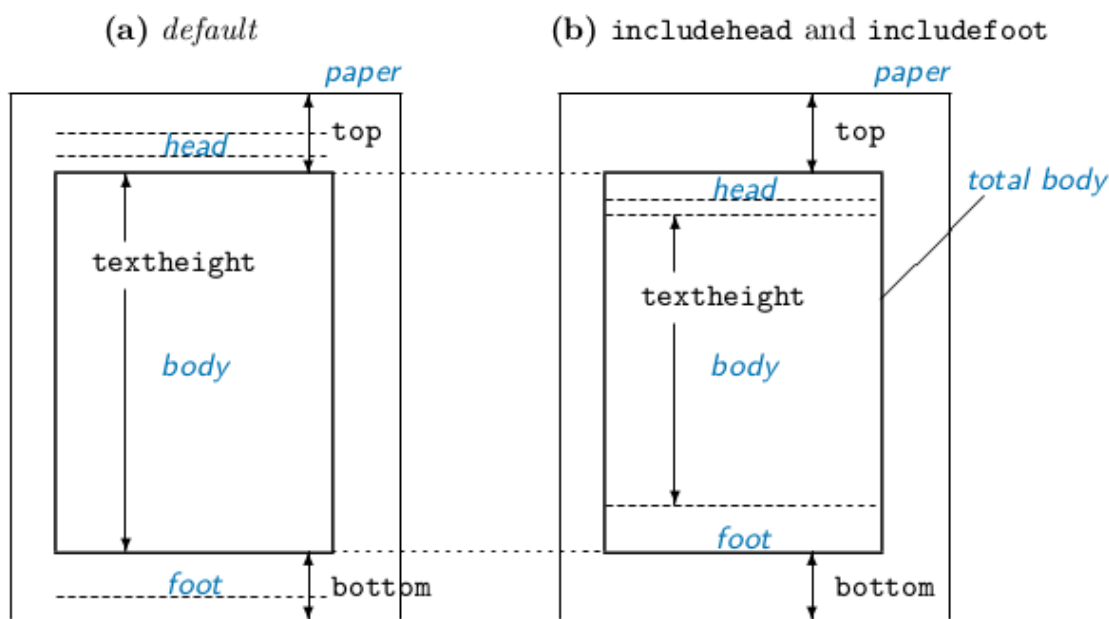 (a) default
(b) includehead and includefoot
paper
paper
top
head
top
head
total body
textheight
textheight
body
body
foot
foot
bottom
bottom